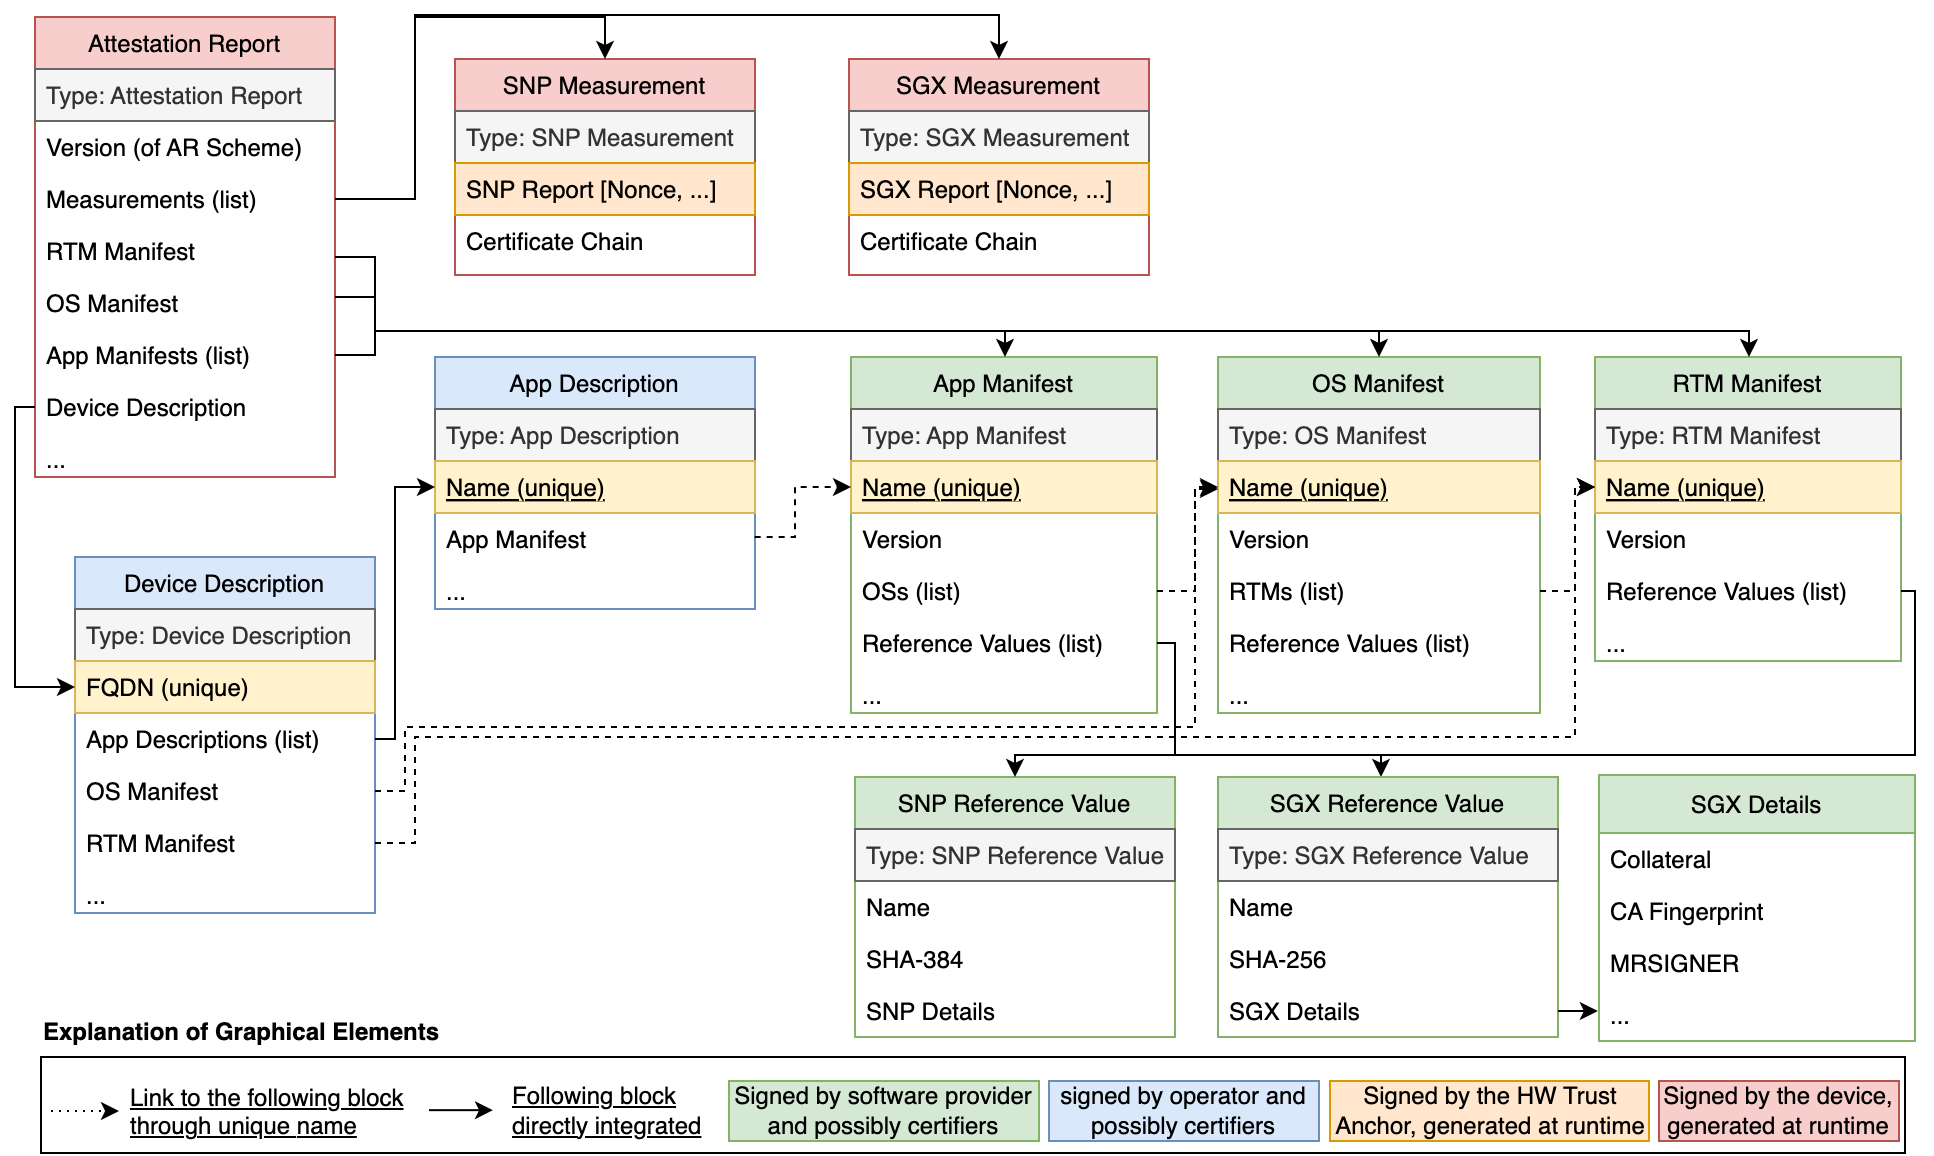 Attestation Report
Type: Attestation Report
Version (of AR Scheme)
Measurements (list)
RTM Manifest
OS Manifest
App Manifests (list)
Device Description
...
SNP Measurement
Type: SNP Measurement
SNP Report [Nonce, ...]
Certificate Chain
SGX Measurement
Type: SGX Measurement
SGX Report [Nonce, ...]
Certificate Chain
Device Description
Type: Device Description
FQDN (unique)
App Descriptions (list)
OS Manifest
RTM Manifest
...
App Description
Type: App Description
Name (unique)
App Manifest
...
App Manifest
Type: App Manifest
Name (unique)
Version
OSs (list)
Reference Values (list)
...
OS Manifest
Type: OS Manifest
Name (unique)
Version
RTMs (list)
Reference Values (list)
...
RTM Manifest
Type: RTM Manifest
Name (unique)
Version
Reference Values (list)
...
SNP Reference Value
Type: SNP Reference Value
Name
SHA-384
SNP Details
SGX Reference Value
Type: SGX Reference Value
Name
SHA-256
SGX Details
SGX Details
Collateral
CA Fingerprint
MRSIGNER
...
Explanation of Graphical Elements
Link to the following block
through unique name
Following block
directly integrated
Signed by software provider
and possibly certifiers
signed by operator and
possibly certifiers
Signed by the HW Trust
Anchor, generated at runtime
Signed by the device,
generated at runtime